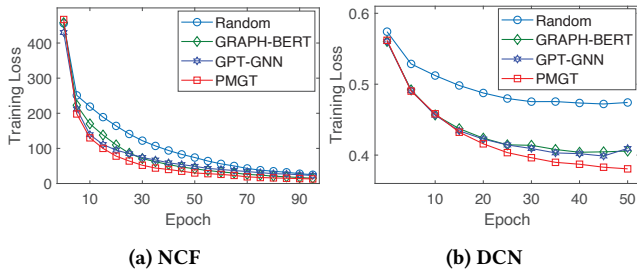 Training Loss
400
300
200
100
0
10
30
50
70
90
Epoch
Random
GRAPH-BERT
GPT-GNN
PMGT
(a) NCF
Training Loss
0.6
0.5
0.4
10
20
30
40
50
Epoch
Random
GRAPH-BERT
GPT-GNN
PMGT
(b) DCN